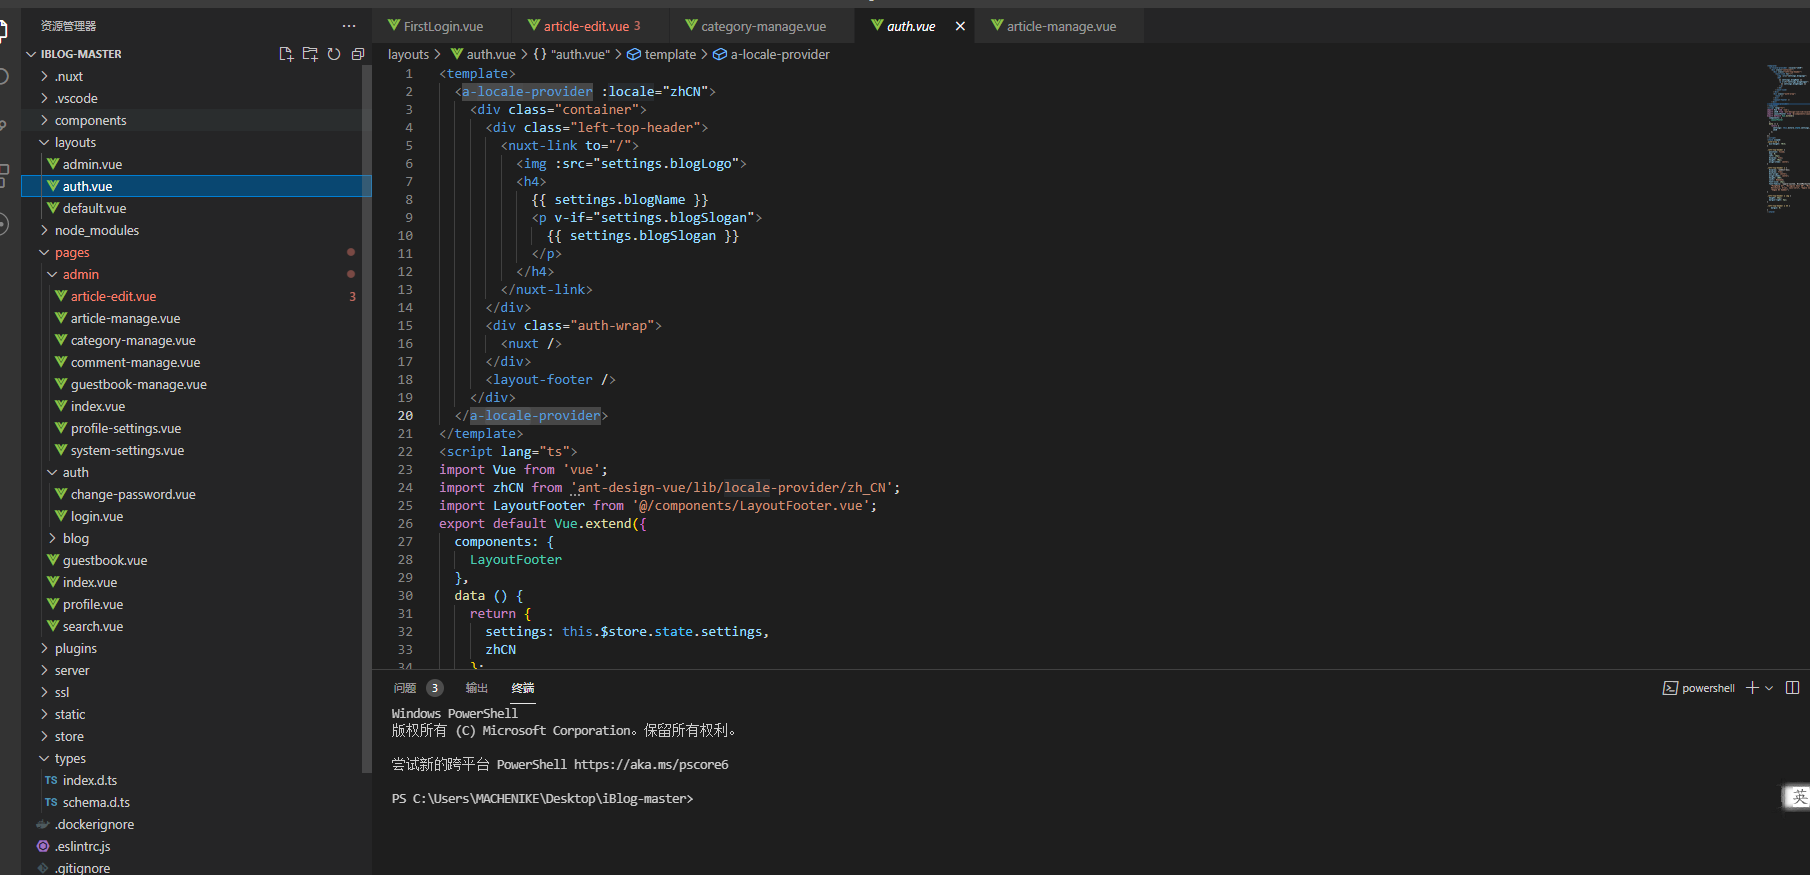 资源管理器
IBLOG-MASTER
.nuxt
.vscode
components
layouts
admin.vue
auth.vue
default.vue
node_modules
pages
admin
article-edit.vue 3
article-manage.vue
category-manage.vue
comment-manage.vue
guestbook-manage.vue
index.vue
profile-settings.vue
system-settings.vue
auth
change-password.vue
login.vue
blog
guestbook.vue
index.vue
profile.vue
search.vue
plugins
server
ssl
static
store
types
TS index.d.ts
TS schema.d.ts
.dockerignore
.eslintrc.js
.gitignore
FirstLogin.vue article-edit.vue 3 category-manage.vue auth.vue article-manage.vue
layouts > auth.vue > {} "auth.vue" > template > a-locale-provider
1 <template>
2 <a-locale-provider :locale="zhCN">
3 <div class="container">
4 <div class="left-top-header">
5 <nuxt-link to="/">
6 <img :src="settings.blogLogo">
7 <h4>
8 {{ settings.blogName }}
9 <p v-if="settings.blogSlogan">
10 {{ settings.blogSlogan }}
11 </p>
12 </h4>
13 </nuxt-link>
14 </div>
15 <div class="auth-wrap">
16 <nuxt />
17 </div>
18 <layout-footer />
19 </div>
20 </a-locale-provider>
21 </template>
22 <script lang="ts">
23 import Vue from 'vue';
24 import zhCN from 'ant-design-vue/lib/locale-provider/zh_CN';
25 import LayoutFooter from '@/components/LayoutFooter.vue';
26 export default Vue.extend({
27 components: {
28 LayoutFooter
29 },
30 data () {
31 return {
32 settings: this.$store.state.settings,
33 zhCN
34 };
问题 3 输出 终端
powershell
Windows PowerShell
版权所有 (C) Microsoft Corporation。保留所有权利。
尝试新的跨平台 PowerShell https://aka.ms/pscore6
PS C:\Users\MACHENIKE\Desktop\iBlog-master>
英